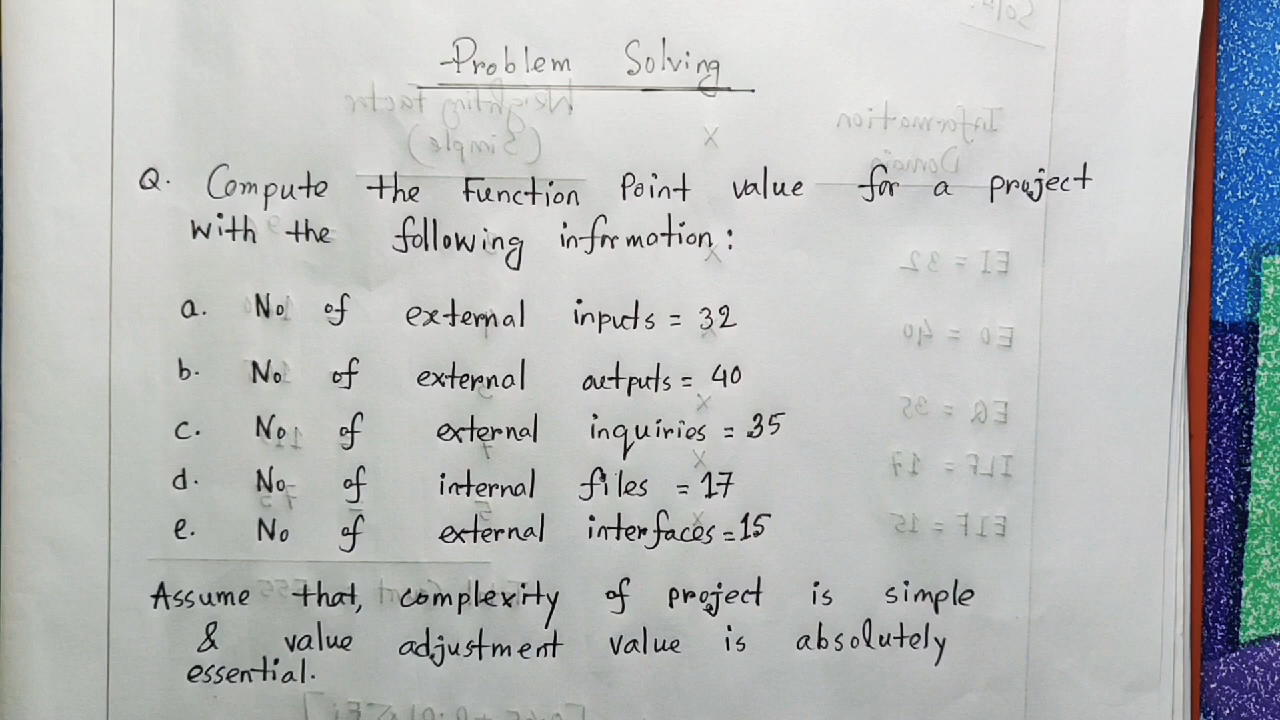 Problem Solving
Q. Compute the Function Point value for a project
with the following information:
a. No of external inputs = 32
b. No of external outputs = 40
c. No of external inquiries = 35
d. No of internal files = 17
e. No of external interfaces = 15
Assume that, complexity of project is simple
& value adjustment value is absolutely
essential.